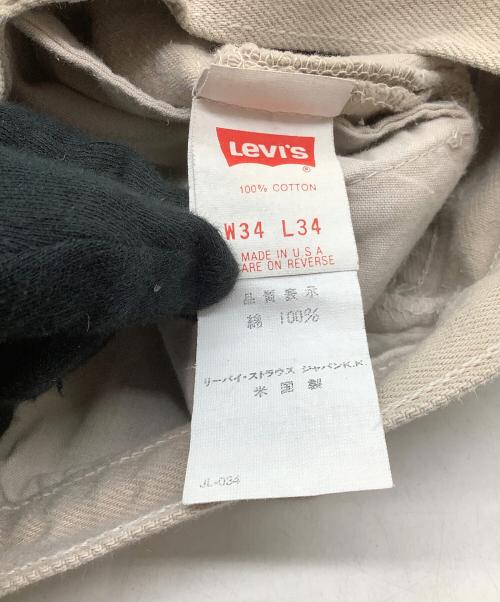 Levi's
®
100% COTTON
W34 L34
MADE IN U S A
ARE ON REVERSE
品質表示
綿 100%
リーバイ・ストラウス ジャパンK.K.
米国製
JL-034